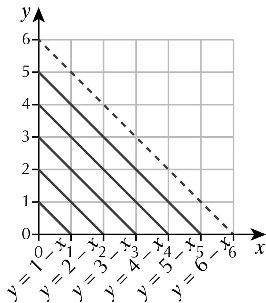 y
6
5
4
3
2
1
0
0 1 2 3 4 5 6 x
y = 1 − x
y = 2 − x
y = 3 − x
y = 4 − x
y = 5 − x
y = 6 − x